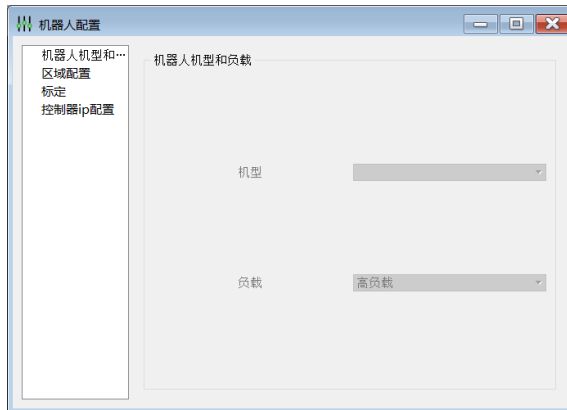 机器人配置
机器人机型和···
区域配置
标定
控制器ip配置
机器人机型和负载
机型
负载
高负载